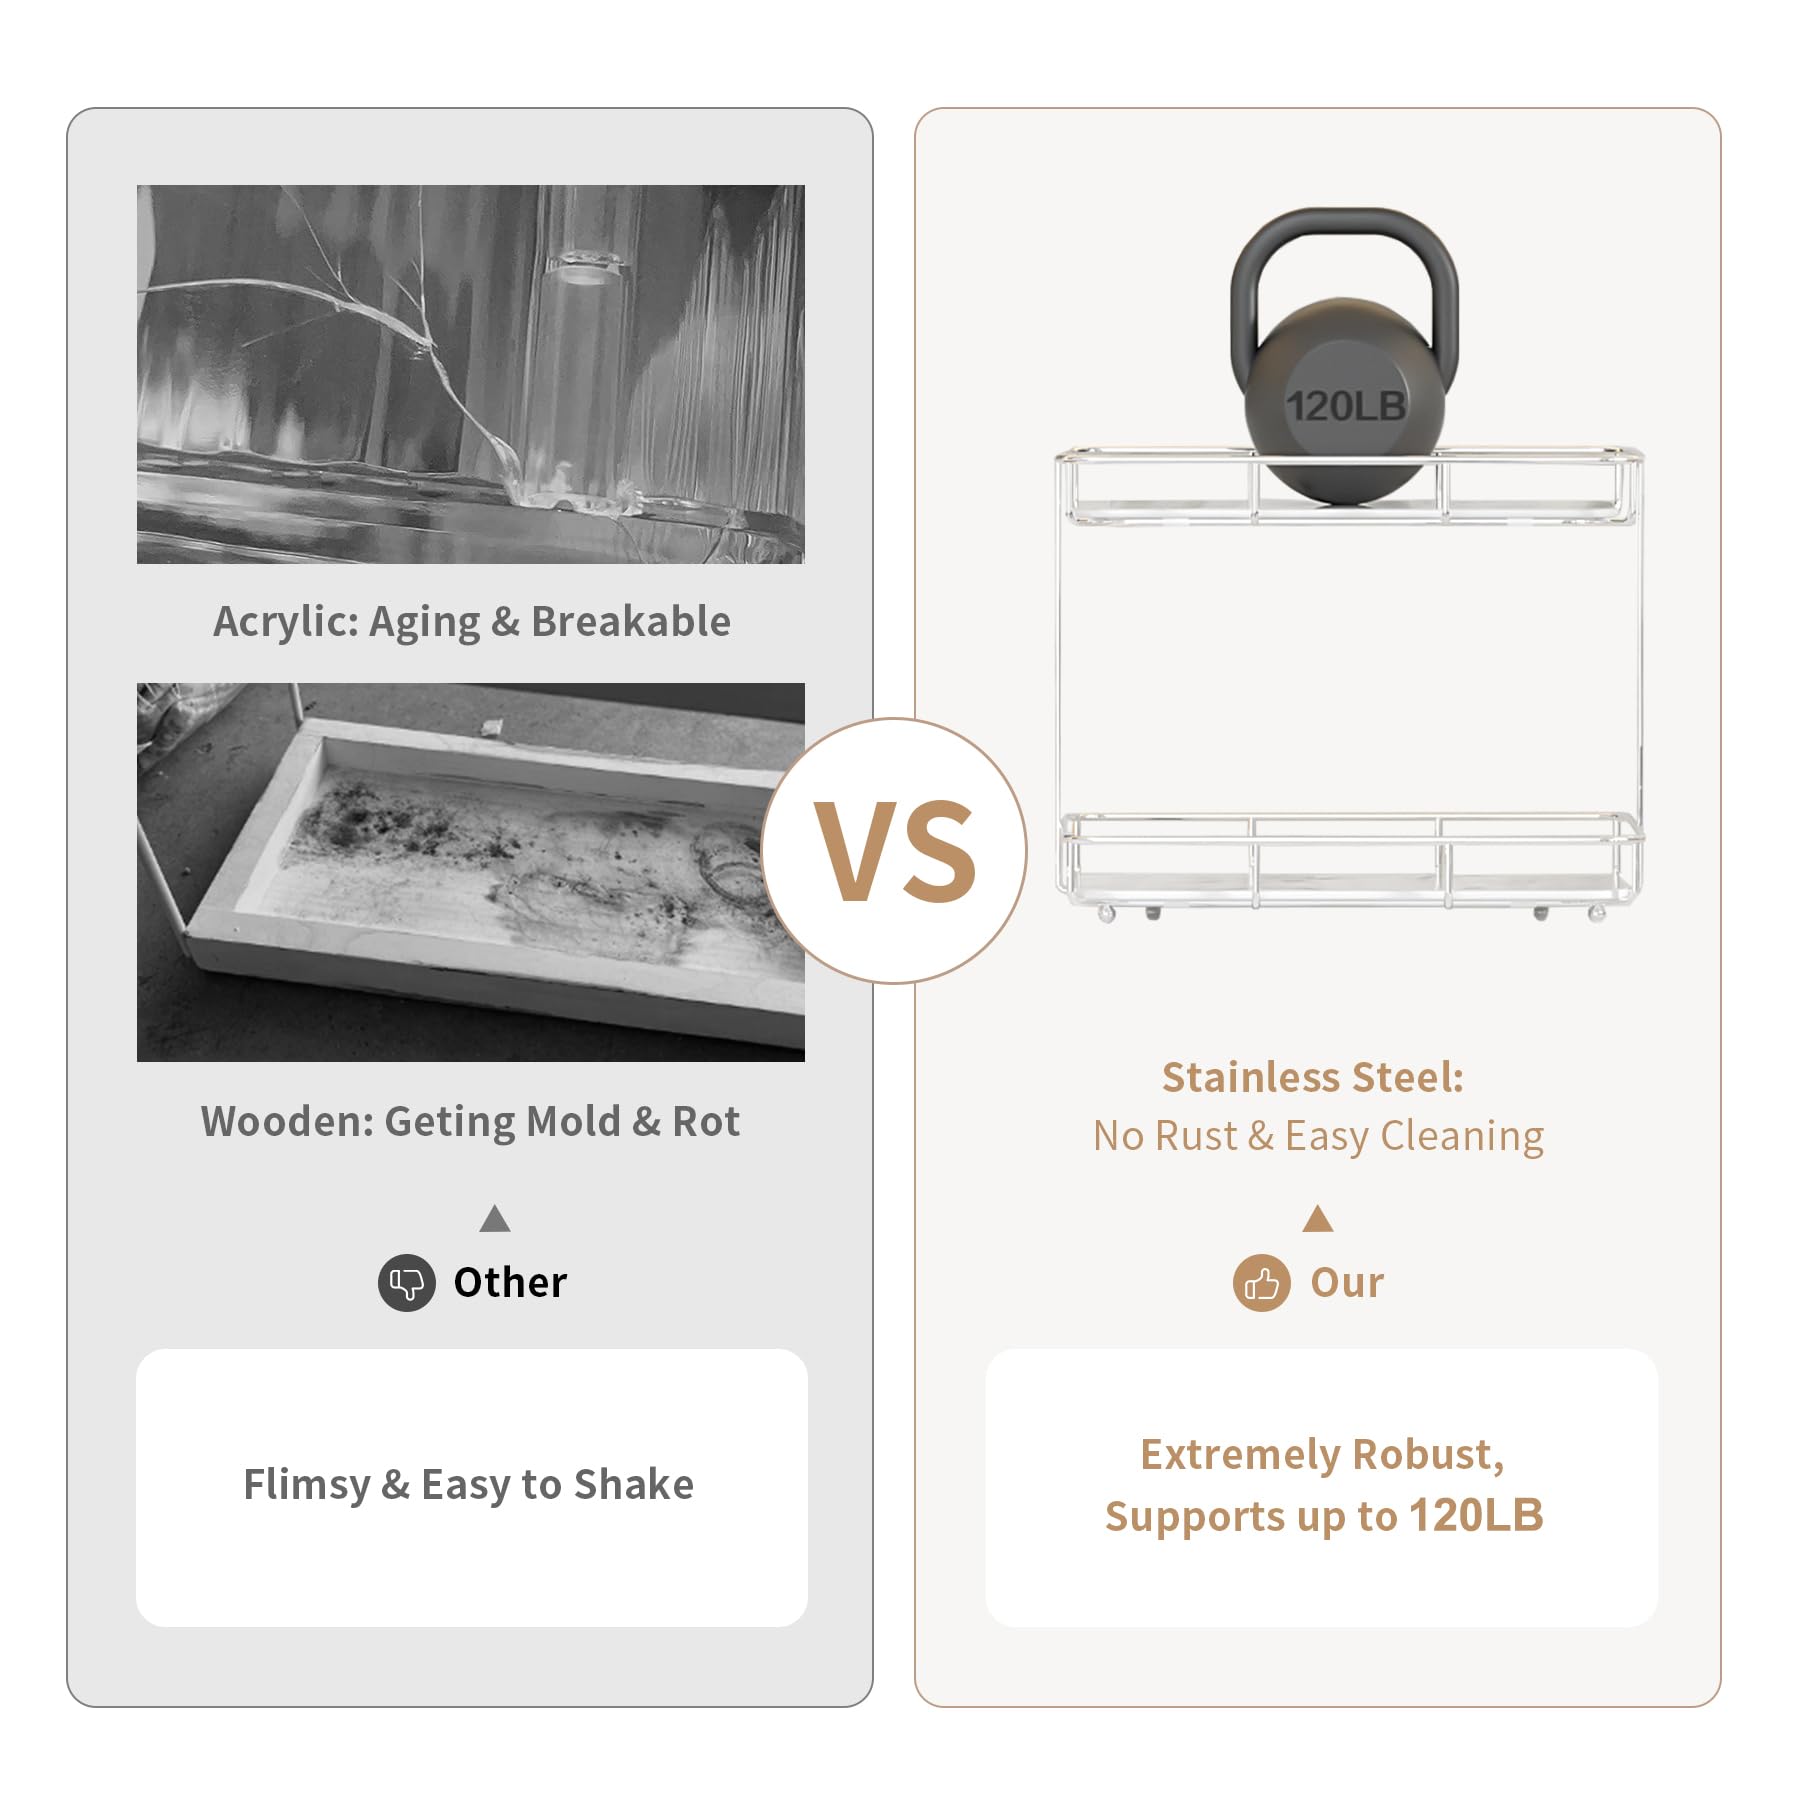 Acrylic: Aging & Breakable
Wooden: Geting Mold & Rot
Other
Flimsy & Easy to Shake
VS
120LB
Stainless Steel:
No Rust & Easy Cleaning
Our
Extremely Robust,
Supports up to 120LB